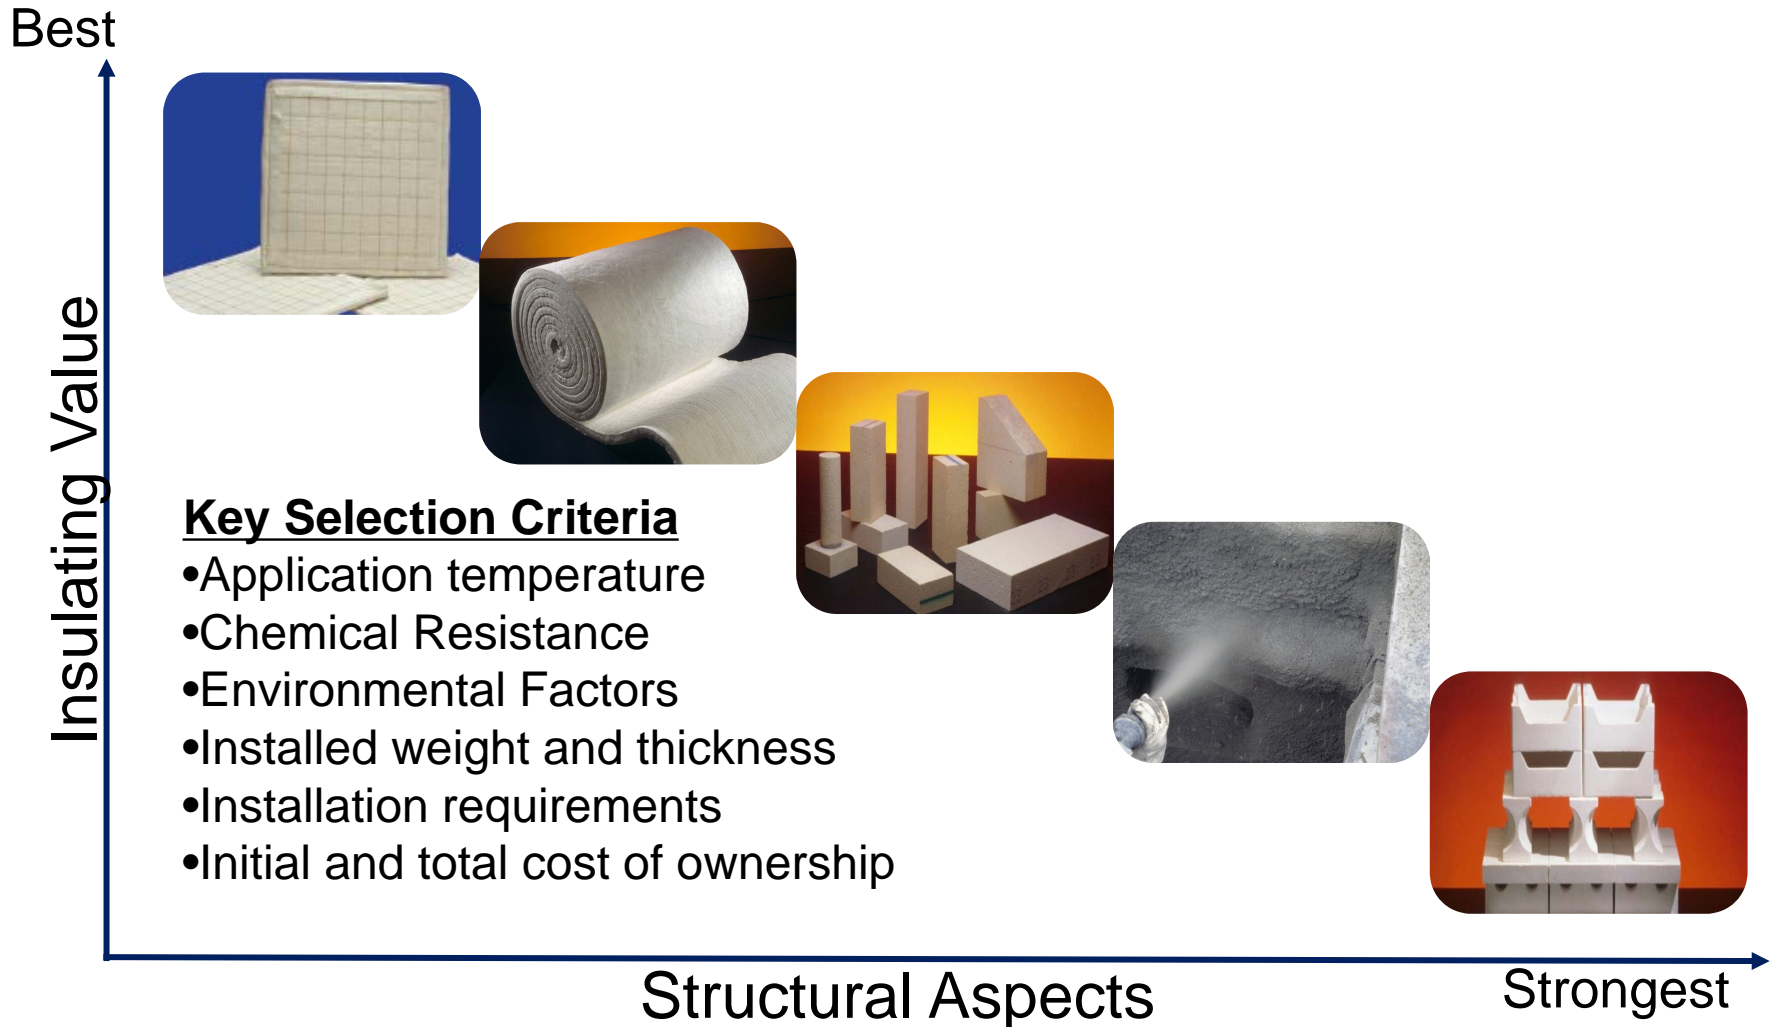 Best
Insulating Value
Key Selection Criteria
•Application temperature
•Chemical Resistance
•Environmental Factors
•Installed weight and thickness
•Installation requirements
•Initial and total cost of ownership
Structural Aspects
Strongest